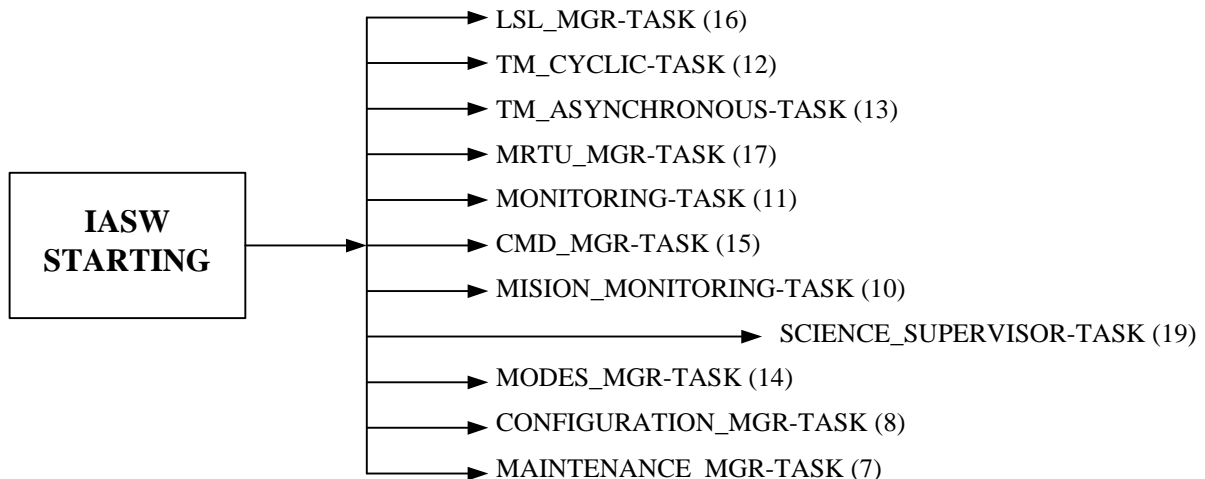 LSL_MGR-TASK (16)
TM_CYCLIC-TASK (12)
TM_ASYNCHRONOUS-TASK (13)
MRTU_MGR-TASK (17)
MONITORING-TASK (11)
IASW
STARTING
CMD_MGR-TASK (15)
MISION_MONITORING-TASK (10)
SCIENCE_SUPERVISOR-TASK (19)
MODES_MGR-TASK (14)
CONFIGURATION_MGR-TASK (8)
MAINTENANCE_MGR-TASK (7)